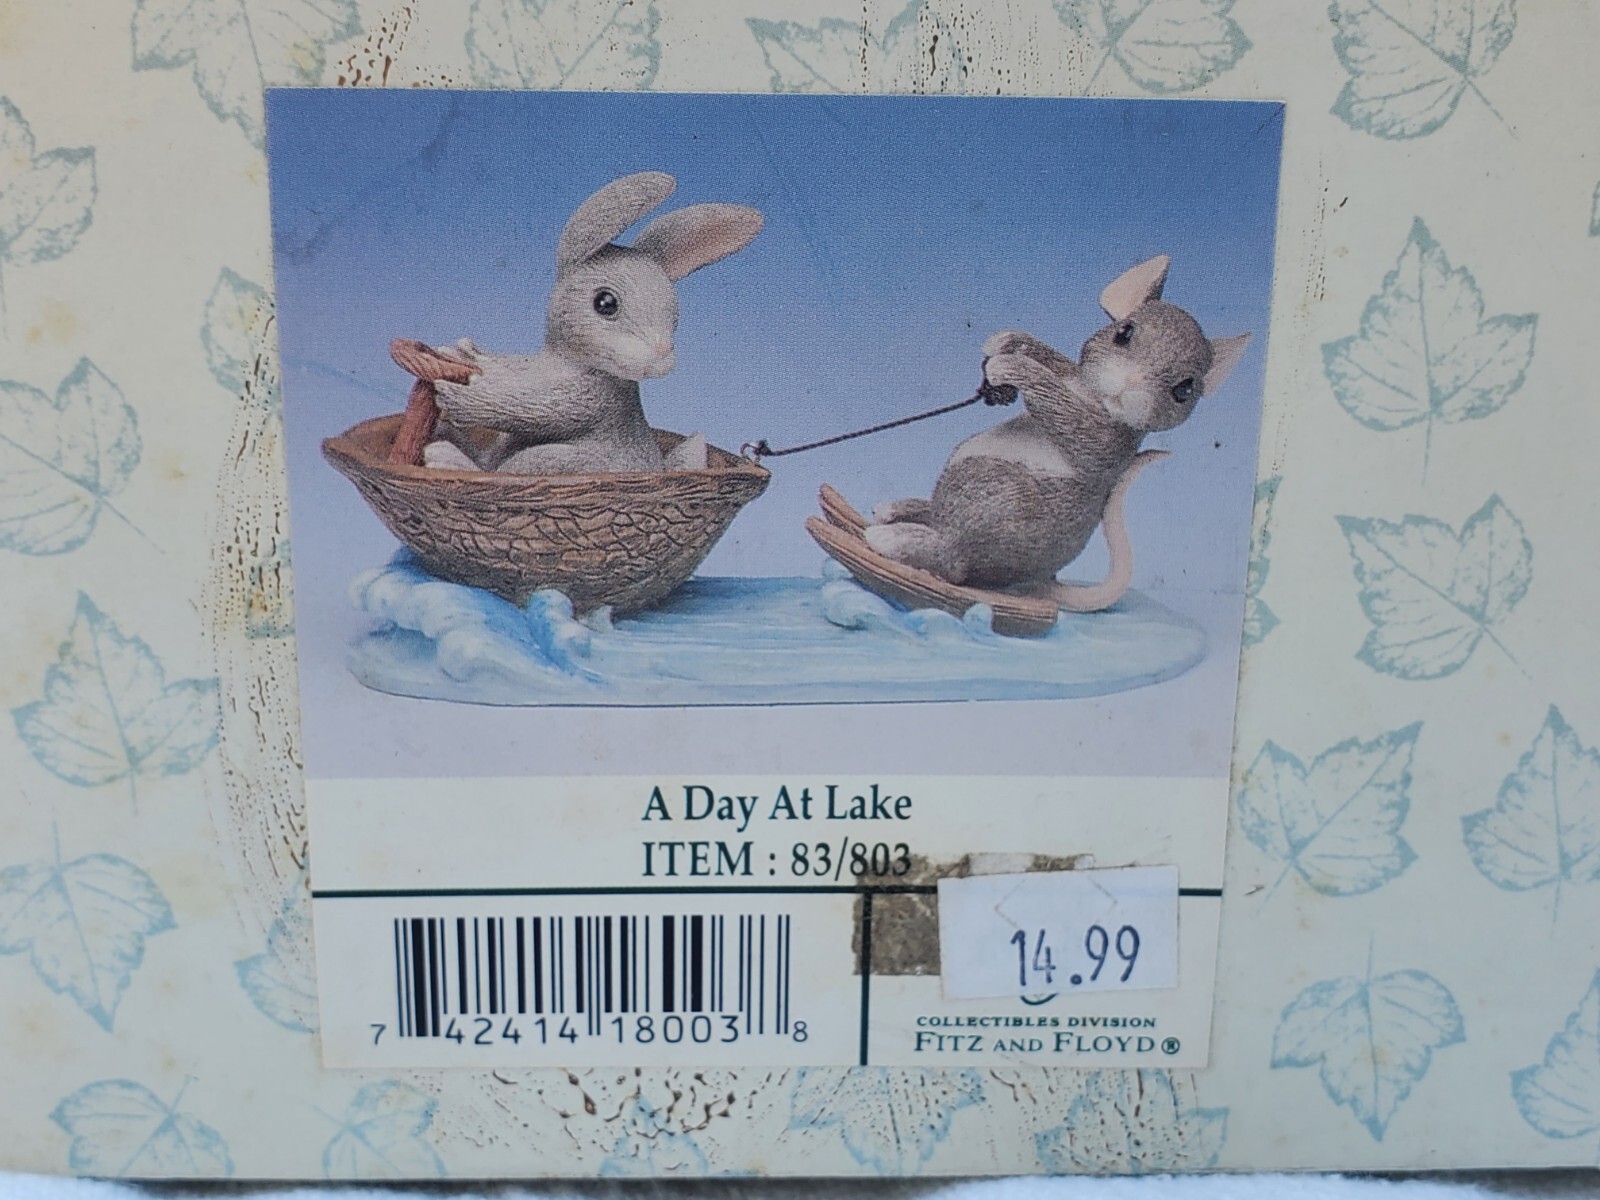 A Day At Lake
ITEM : 83/803
14.99
7 42414 18003 8
COLLECTIBLES DIVISION
FITZ AND FLOYD®